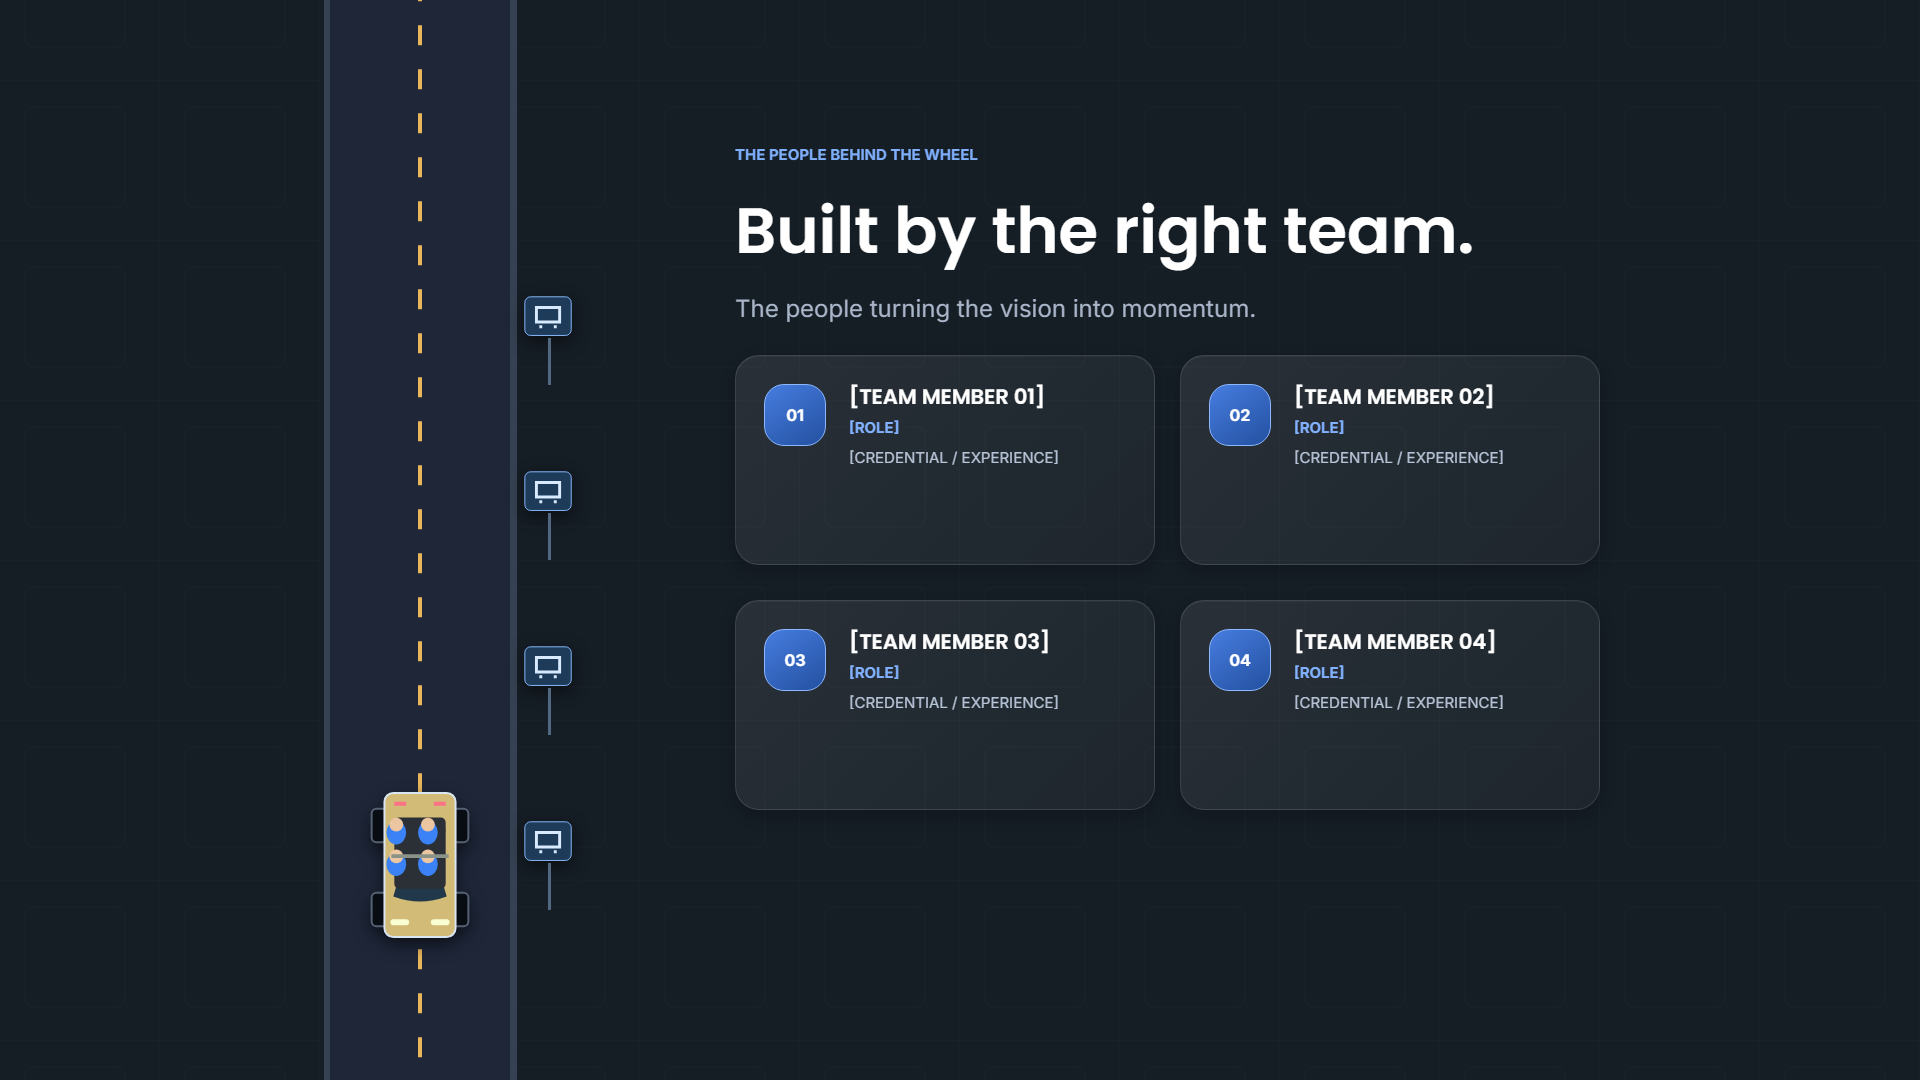 THE PEOPLE BEHIND THE WHEEL
Built by the right team.
The people turning the vision into momentum.
01
[TEAM MEMBER 01]
[ROLE]
[CREDENTIAL / EXPERIENCE]
02
[TEAM MEMBER 02]
[ROLE]
[CREDENTIAL / EXPERIENCE]
03
[TEAM MEMBER 03]
[ROLE]
[CREDENTIAL / EXPERIENCE]
04
[TEAM MEMBER 04]
[ROLE]
[CREDENTIAL / EXPERIENCE]